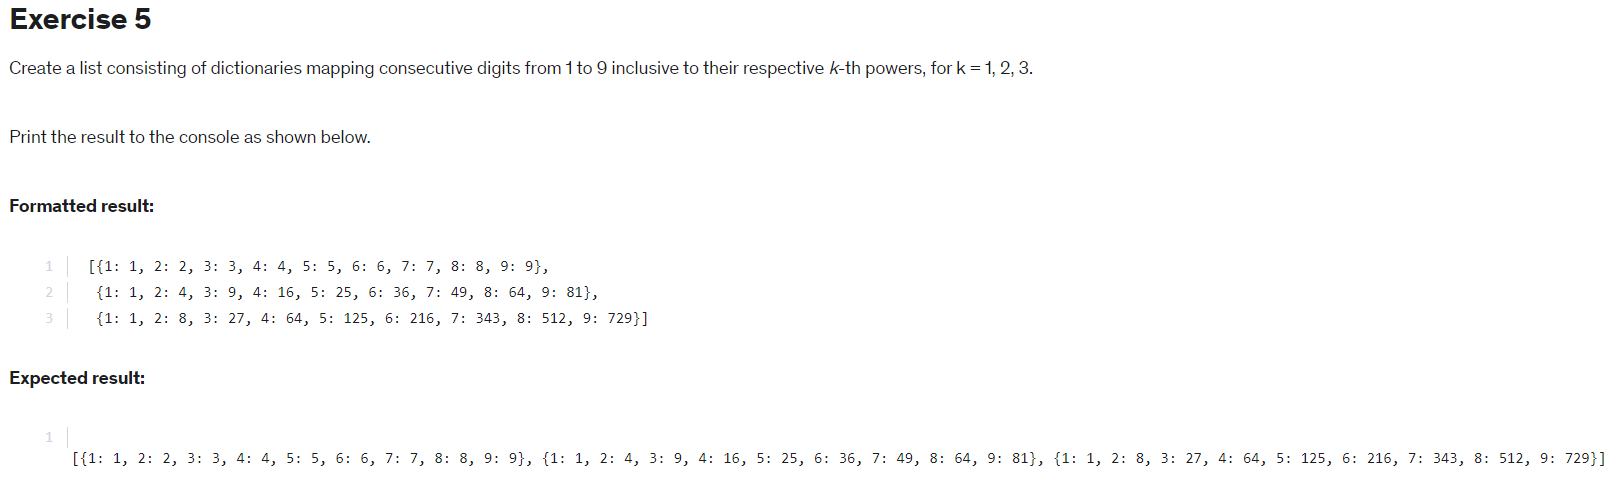 Exercise 5
Create a list consisting of dictionaries mapping consecutive digits from 1 to 9 inclusive to their respective k-th powers, for k = 1, 2, 3.
Print the result to the console as shown below.
Formatted result:
1 [{1: 1, 2: 2, 3: 3, 4: 4, 5: 5, 6: 6, 7: 7, 8: 8, 9: 9},
2 {1: 1, 2: 4, 3: 9, 4: 16, 5: 25, 6: 36, 7: 49, 8: 64, 9: 81},
3 {1: 1, 2: 8, 3: 27, 4: 64, 5: 125, 6: 216, 7: 343, 8: 512, 9: 729}]
Expected result:
1
[{1: 1, 2: 2, 3: 3, 4: 4, 5: 5, 6: 6, 7: 7, 8: 8, 9: 9}, {1: 1, 2: 4, 3: 9, 4: 16, 5: 25, 6: 36, 7: 49, 8: 64, 9: 81}, {1: 1, 2: 8, 3: 27, 4: 64, 5: 125, 6: 216, 7: 343, 8: 512, 9: 729}]